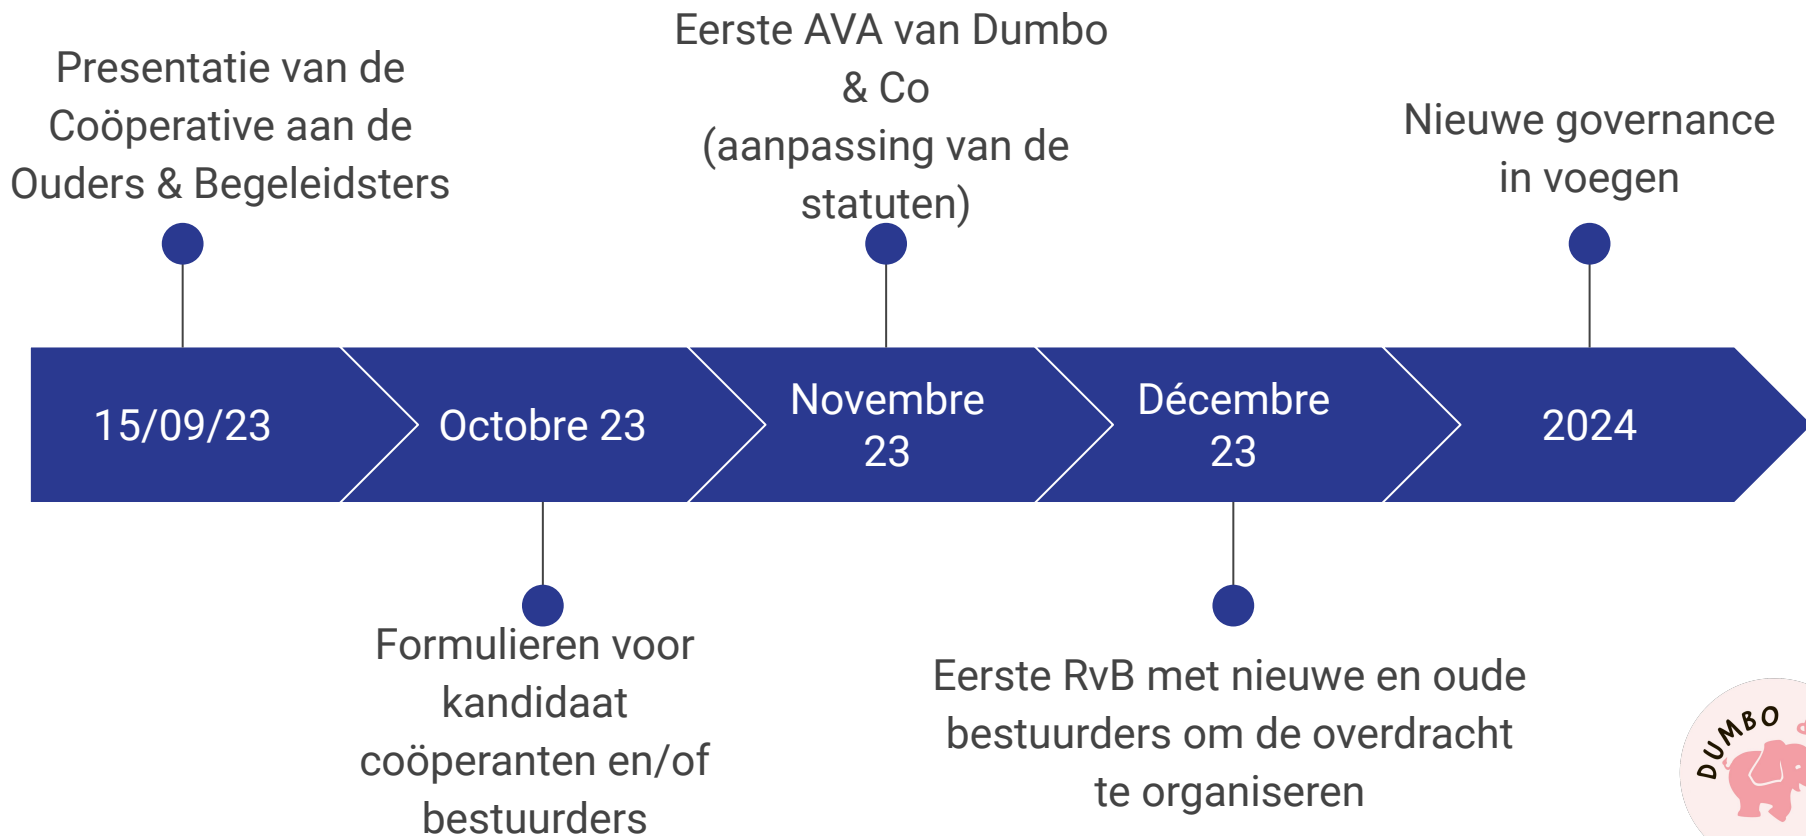 Presentatie van de
Coöperative aan de
Ouders & Begeleidsters
Eerste AVA van Dumbo
& Co
(aanpassing van de
statuten)
Nieuwe governance
in voegen
15/09/23
Octobre 23
Novembre
23
Décembre
23
2024
Formulieren voor
kandidaat
coöperanten en/of
bestuurders
Eerste RvB met nieuwe en oude
bestuurders om de overdracht
te organiseren
DUMBO